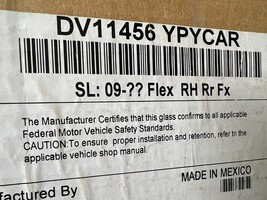 DV11456 YPYCAR
SL: 09-?? Flex RH Rr Fx
The Manufacturer Certifies that this glass confirms to all applicable
Federal Motor Vehicle Safety Standards.
CAUTION:To ensure proper installation and retention, refer to the
applicable vehicle shop manual.
MADE IN MEXICO
factured By